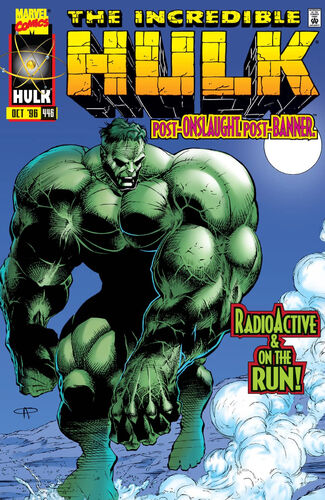 MARVEL
COMICS
HULK
OCT '96 446
THE INCREDIBLE
HULK
POST-ONSLAUGHT, POST-BANNER.
RADIOACTIVE
&
ON THE
RUN!